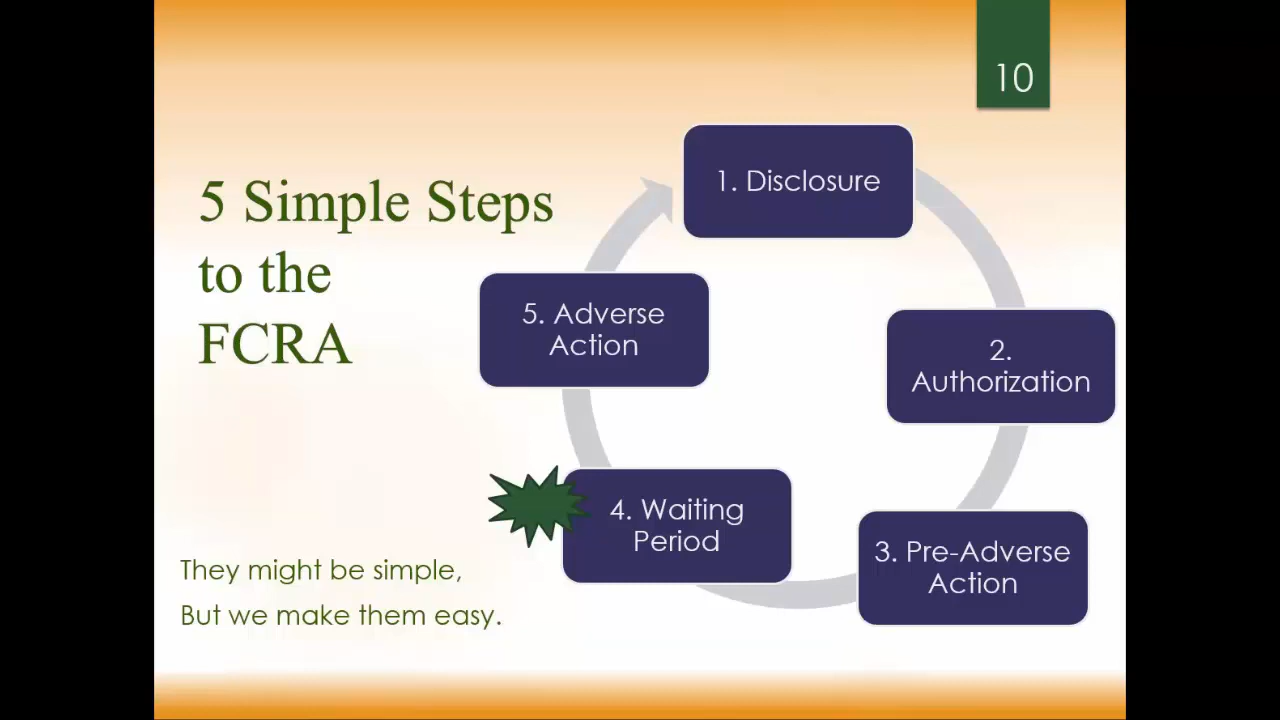 10
5 Simple Steps
to the
FCRA
1. Disclosure
2.
Authorization
3. Pre-Adverse
Action
4. Waiting
Period
5. Adverse
Action
They might be simple,
But we make them easy.